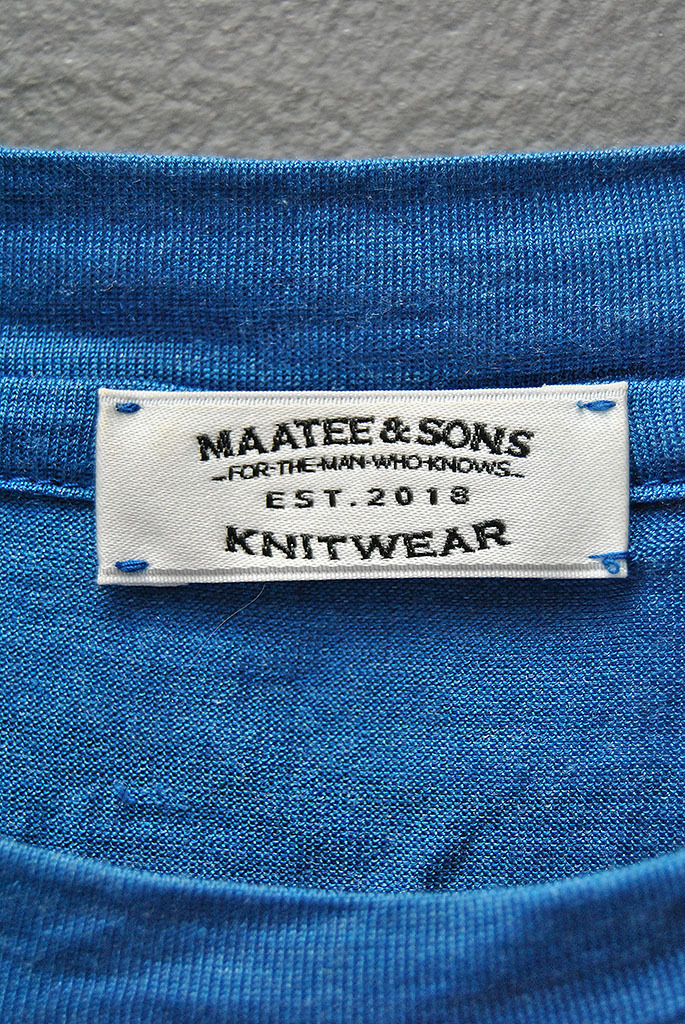 MAATEE & SONS
FOR-THE-MAN-WHO-KNOWS
EST. 2018
KNITWEAR